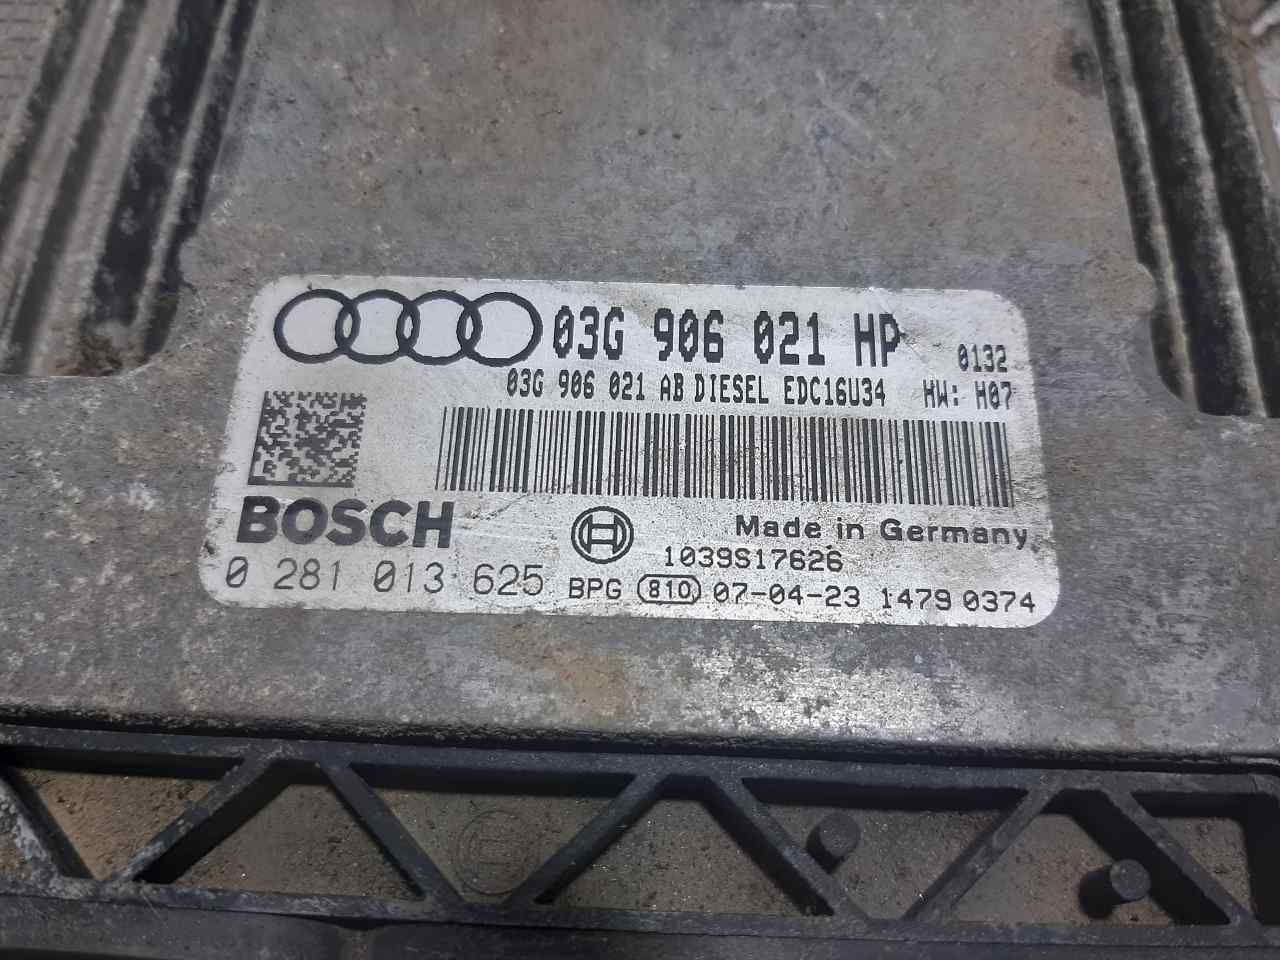 03G 906 021 HP 0132
03G 906 021 AB DIESEL EDC16U34 HW: H07
BOSCH Made in Germany
1039S17626
0 281 013 625 BPG 810 07-04-23 1479 0374